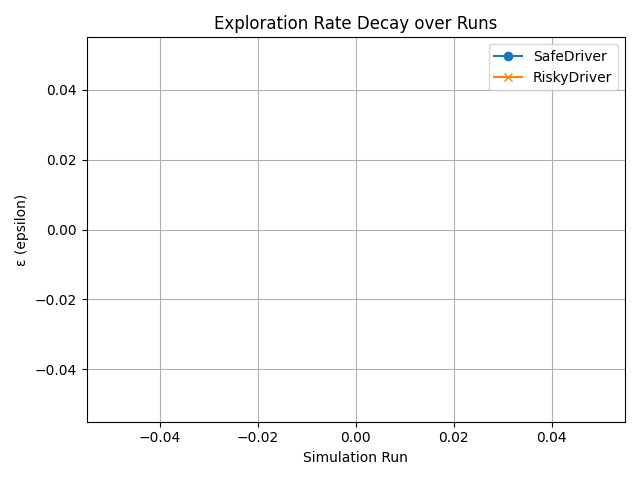 Exploration Rate Decay over Runs
SafeDriver
RiskyDriver
0.04
0.02
0.00
−0.02
−0.04
ε (epsilon)
−0.04 −0.02 0.00 0.02 0.04
Simulation Run